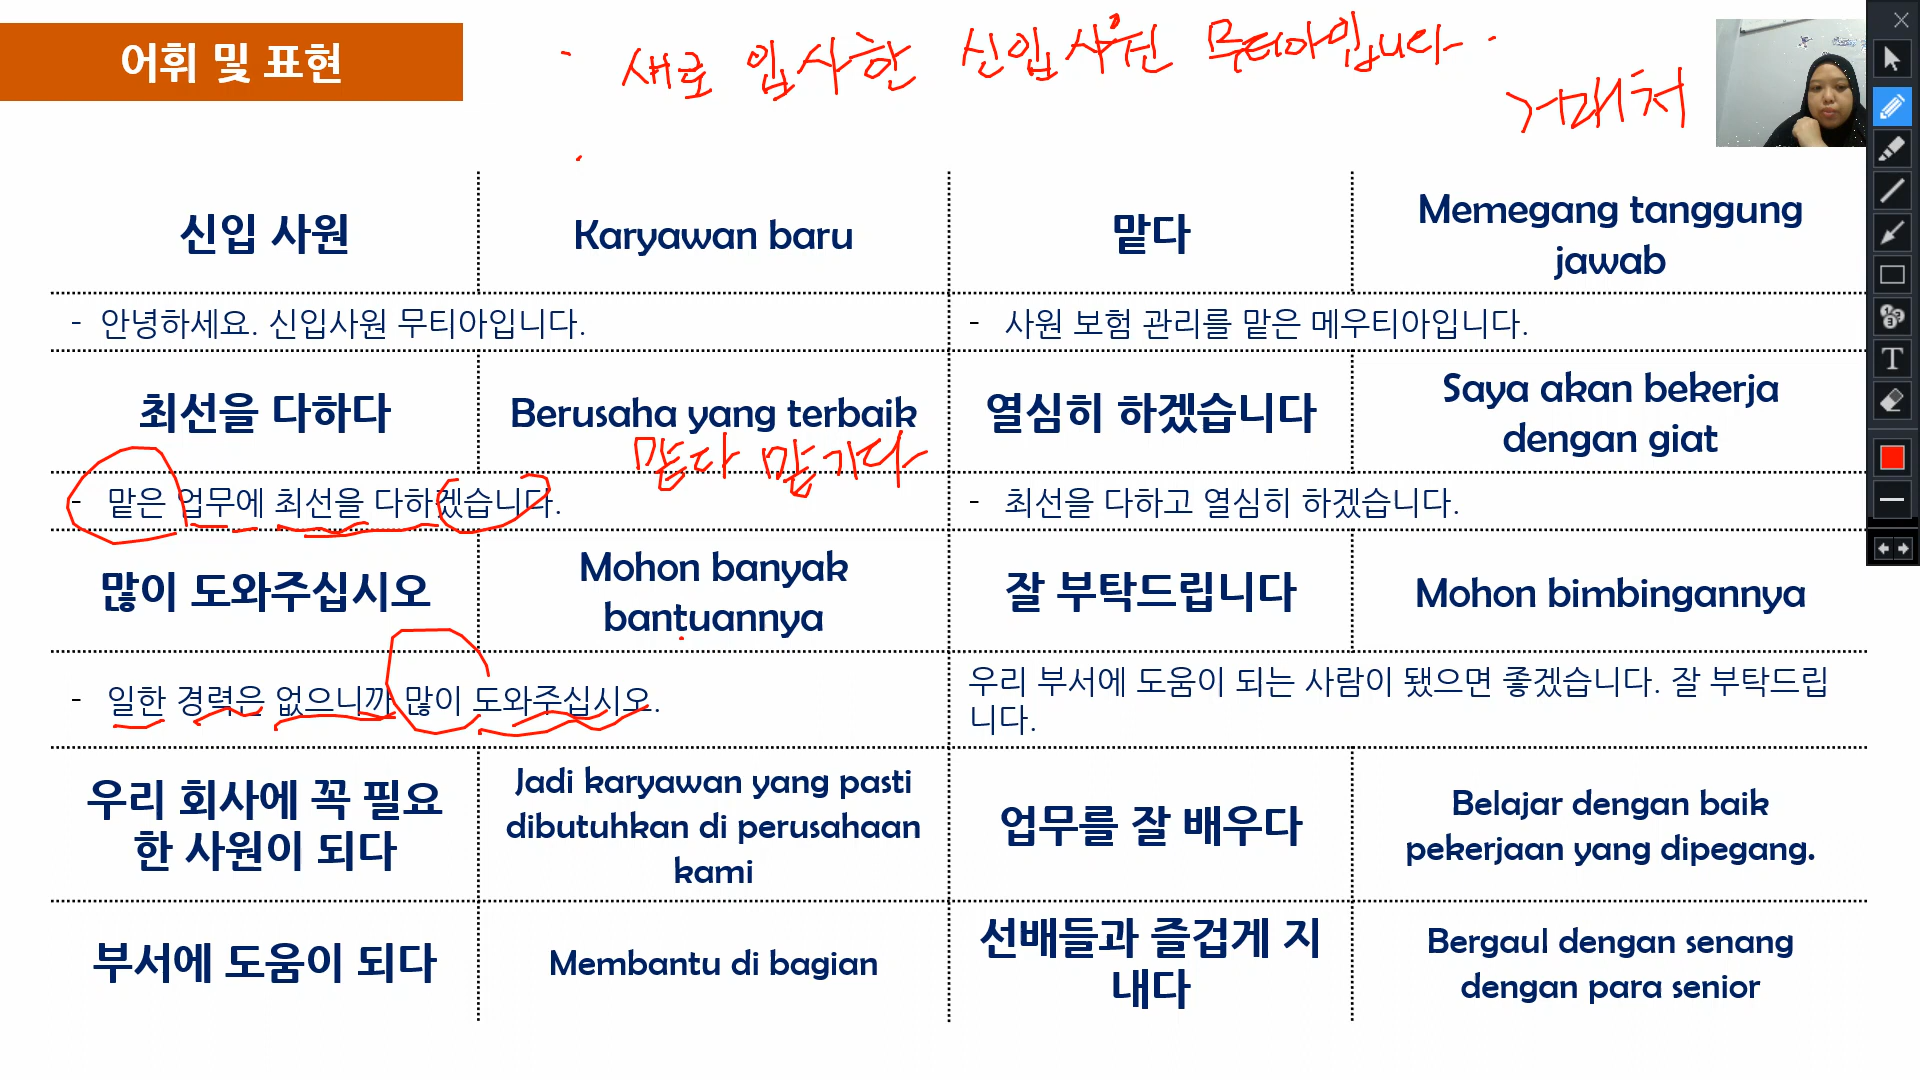 어휘 및 표현
새로 입사한 신입사원 무티아입니다.
거래처
신입 사원
Karyawan baru
맡다
Memegang tanggung
jawab
- 안녕하세요. 신입사원 무티아입니다.
- 사원 보험 관리를 맡은 메우티아입니다.
최선을 다하다
Berusaha yang terbaik
열심히 하겠습니다
Saya akan bekerja
dengan giat
맡다 맡기다
- 맡은 업무에 최선을 다하겠습니다.
- 최선을 다하고 열심히 하겠습니다.
많이 도와주십시오
Mohon banyak
bantuannya
잘 부탁드립니다
Mohon bimbingannya
- 일한 경력은 없으니까 많이 도와주십시오.
우리 부서에 도움이 되는 사람이 됐으면 좋겠습니다. 잘 부탁드립
니다.
우리 회사에 꼭 필요
한 사원이 되다
Jadi karyawan yang pasti
dibutuhkan di perusahaan
kami
업무를 잘 배우다
Belajar dengan baik
pekerjaan yang dipegang.
부서에 도움이 되다
Membantu di bagian
선배들과 즐겁게 지
내다
Bergaul dengan senang
dengan para senior